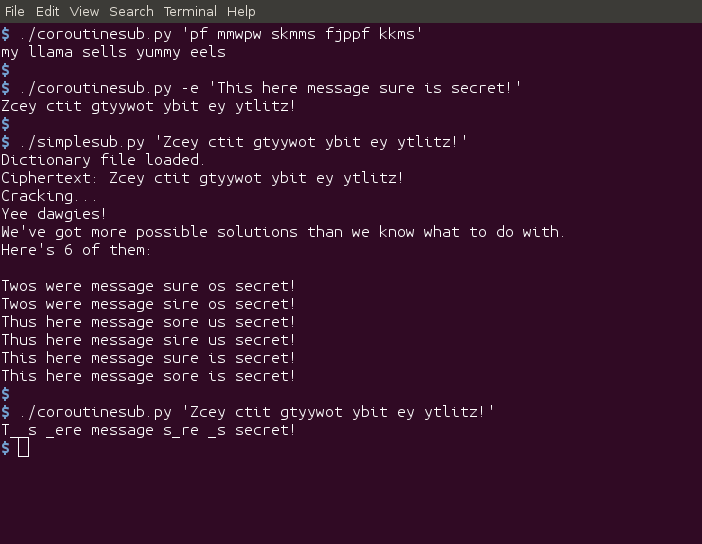 File Edit View Search Terminal Help
$ ./coroutinesub.py 'pf mmwpw skmms fjppf kkms'
my llama sells yummy eels
$
$ ./coroutinesub.py -e 'This here message sure is secret!'
Zcey ctit gtyywot ybit ey ytlitz!
$
$ ./simplesub.py 'Zcey ctit gtyywot ybit ey ytlitz!'
Dictionary file loaded.
Ciphertext: Zcey ctit gtyywot ybit ey ytlitz!
Cracking...
Yee dawgies!
We've got more possible solutions than we know what to do with.
Here's 6 of them:
Twos were message sure os secret!
Twos were message sire os secret!
Thus here message sore us secret!
Thus here message sire us secret!
This here message sure is secret!
This here message sore is secret!
$
$ ./coroutinesub.py 'Zcey ctit gtyywot ybit ey ytlitz!'
T__s _ere message s_re _s secret!
$